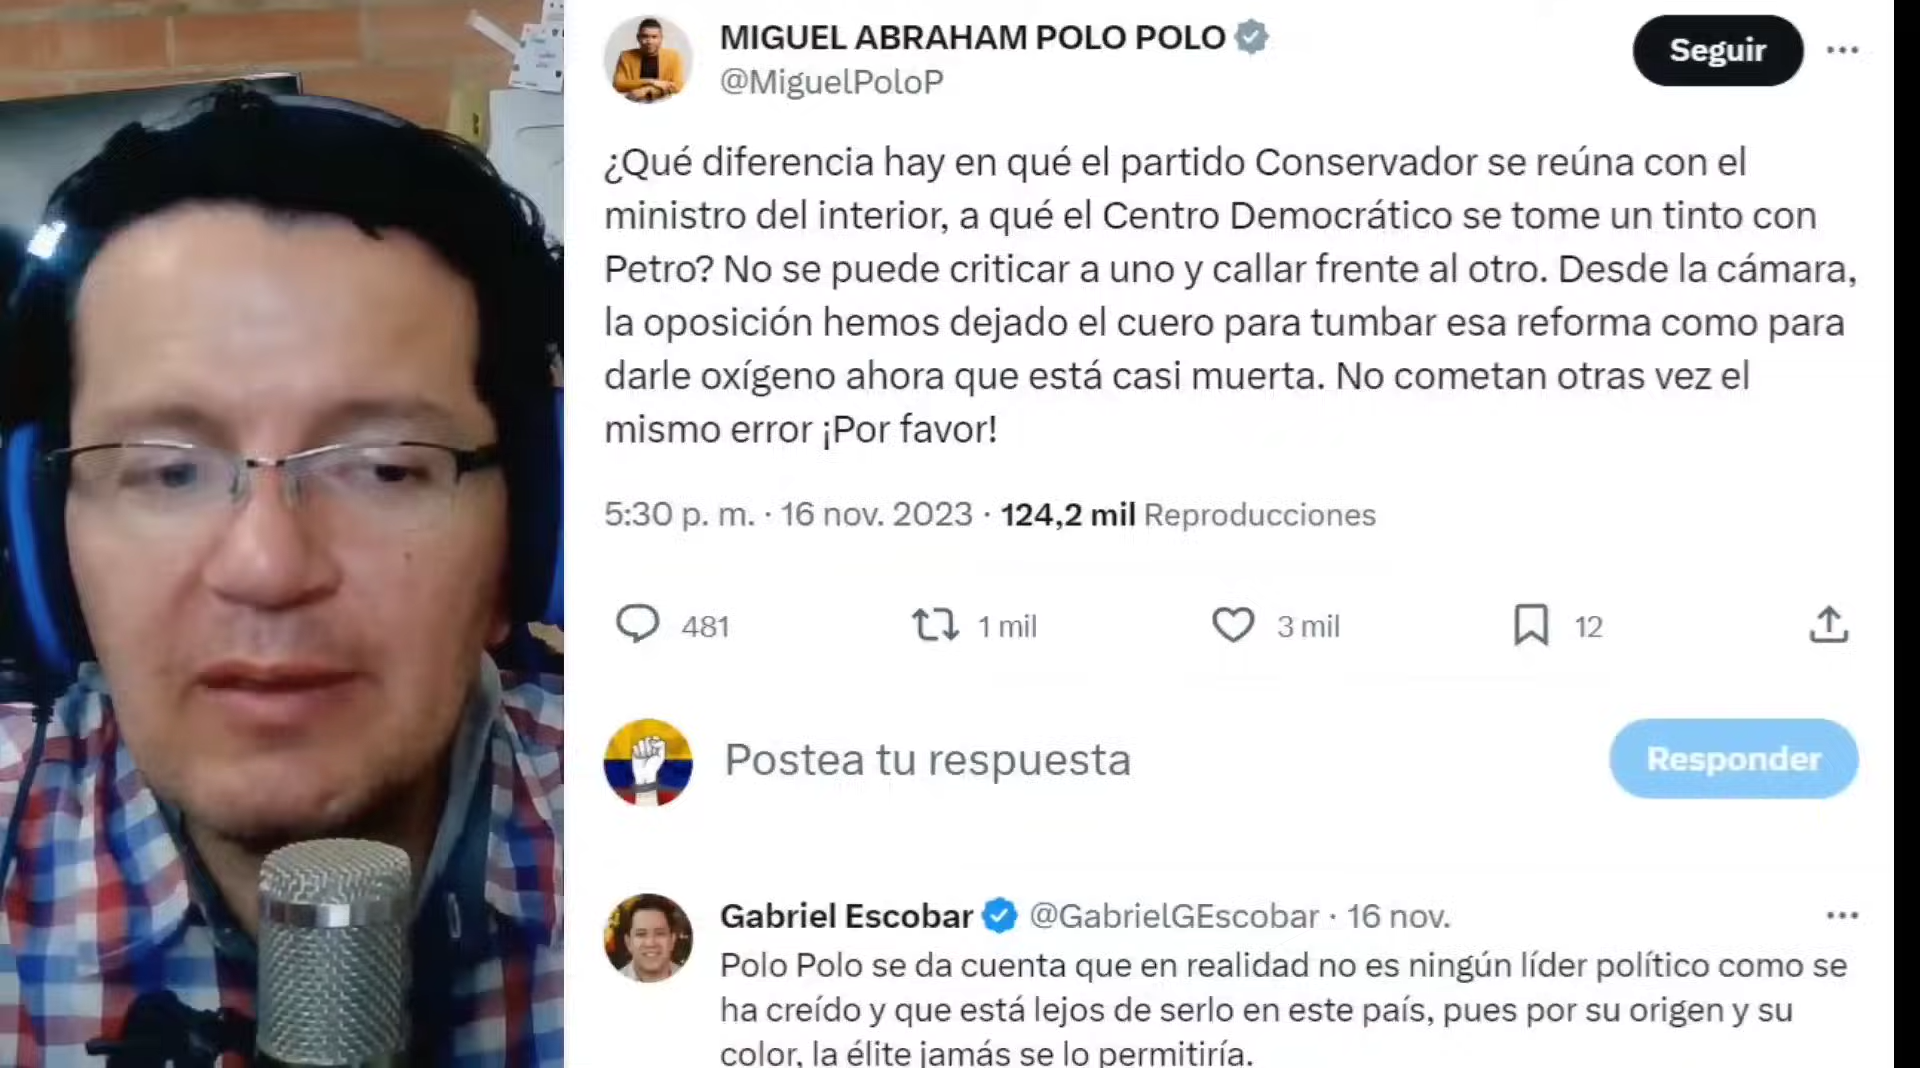 MIGUEL ABRAHAM POLO POLO
@MiguelPoloP
Seguir
¿Qué diferencia hay en qué el partido Conservador se reúna con el
ministro del interior, a qué el Centro Democrático se tome un tinto con
Petro? No se puede criticar a uno y callar frente al otro. Desde la cámara,
la oposición hemos dejado el cuero para tumbar esa reforma como para
darle oxígeno ahora que está casi muerta. No cometan otras vez el
mismo error ¡Por favor!
5:30 p. m. · 16 nov. 2023 · 124,2 mil Reproducciones
481 1 mil 3 mil 12
Postea tu respuesta
Responder
Gabriel Escobar @GabrielGEscobar · 16 nov.
Polo Polo se da cuenta que en realidad no es ningún líder político como se
ha creído y que está lejos de serlo en este país, pues por su origen y su
color, la élite jamás se lo permitiría.